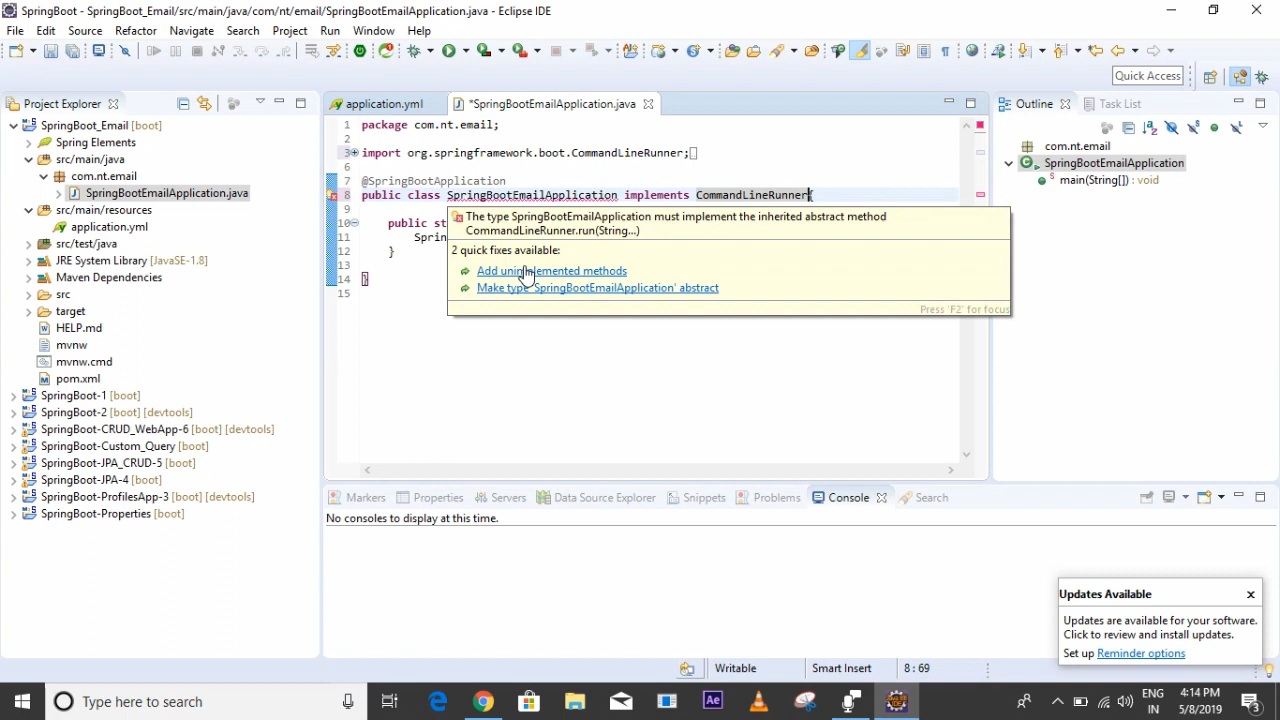 SpringBoot - SpringBoot_Email/src/main/java/com/nt/email/SpringBootEmailApplication.java - Eclipse IDE
File Edit Source Refactor Navigate Search Project Run Window Help
Quick Access
Project Explorer
SpringBoot_Email [boot]
Spring Elements
src/main/java
com.nt.email
SpringBootEmailApplication.java
src/main/resources
application.yml
src/test/java
JRE System Library [JavaSE-1.8]
Maven Dependencies
src
target
HELP.md
mvnw
mvnw.cmd
pom.xml
SpringBoot-1 [boot]
SpringBoot-2 [boot] [devtools]
SpringBoot-CRUD_WebApp-6 [boot] [devtools]
SpringBoot-Custom_Query [boot]
SpringBoot-JPA_CRUD-5 [boot]
SpringBoot-JPA-4 [boot]
SpringBoot-ProfilesApp-3 [boot] [devtools]
SpringBoot-Properties [boot]
application.yml *SpringBootEmailApplication.java
1 package com.nt.email;
2
3 import org.springframework.boot.CommandLineRunner;
6
7 @SpringBootApplication
8 public class SpringBootEmailApplication implements CommandLineRunner{
9
10 public st
11 Sprin
12 }
13
14 }
15
The type SpringBootEmailApplication must implement the inherited abstract method
CommandLineRunner.run(String...)
2 quick fixes available:
Add unimplemented methods
Make type 'SpringBootEmailApplication' abstract
Press 'F2' for focus
Outline Task List
com.nt.email
SpringBootEmailApplication
main(String[]) : void
Markers Properties Servers Data Source Explorer Snippets Problems Console Search
No consoles to display at this time.
Updates Available
Updates are available for your software.
Click to review and install updates.
Set up Reminder options
Writable Smart Insert 8 : 69
Type here to search
Ae
ENG
IN
4:14 PM
5/8/2019
3